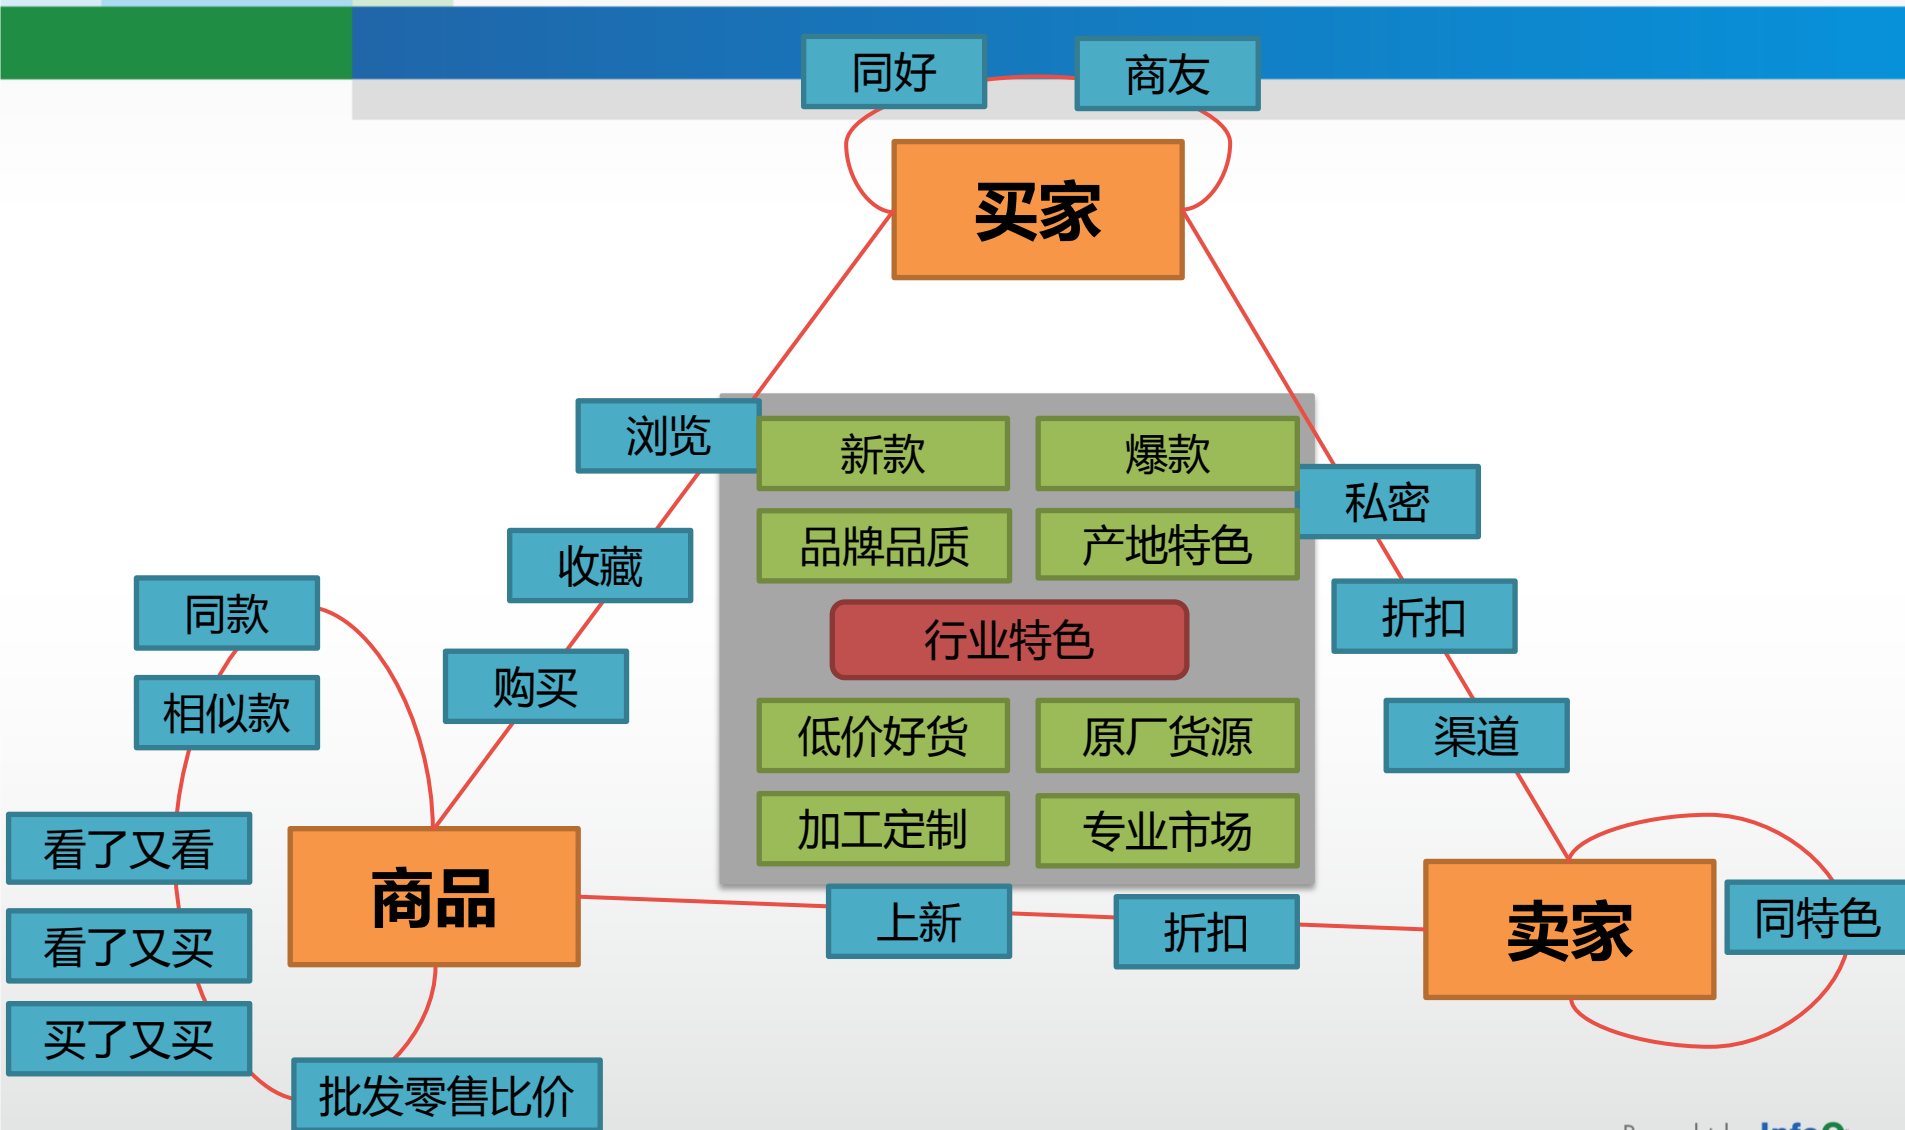 同好
商友
买家
浏览
新款
爆款
私密
收藏
品牌品质
产地特色
同款
折扣
行业特色
相似款
购买
低价好货
原厂货源
渠道
看了又看
加工定制
专业市场
商品
上新
折扣
卖家
同特色
看了又买
买了又买
批发零售比价